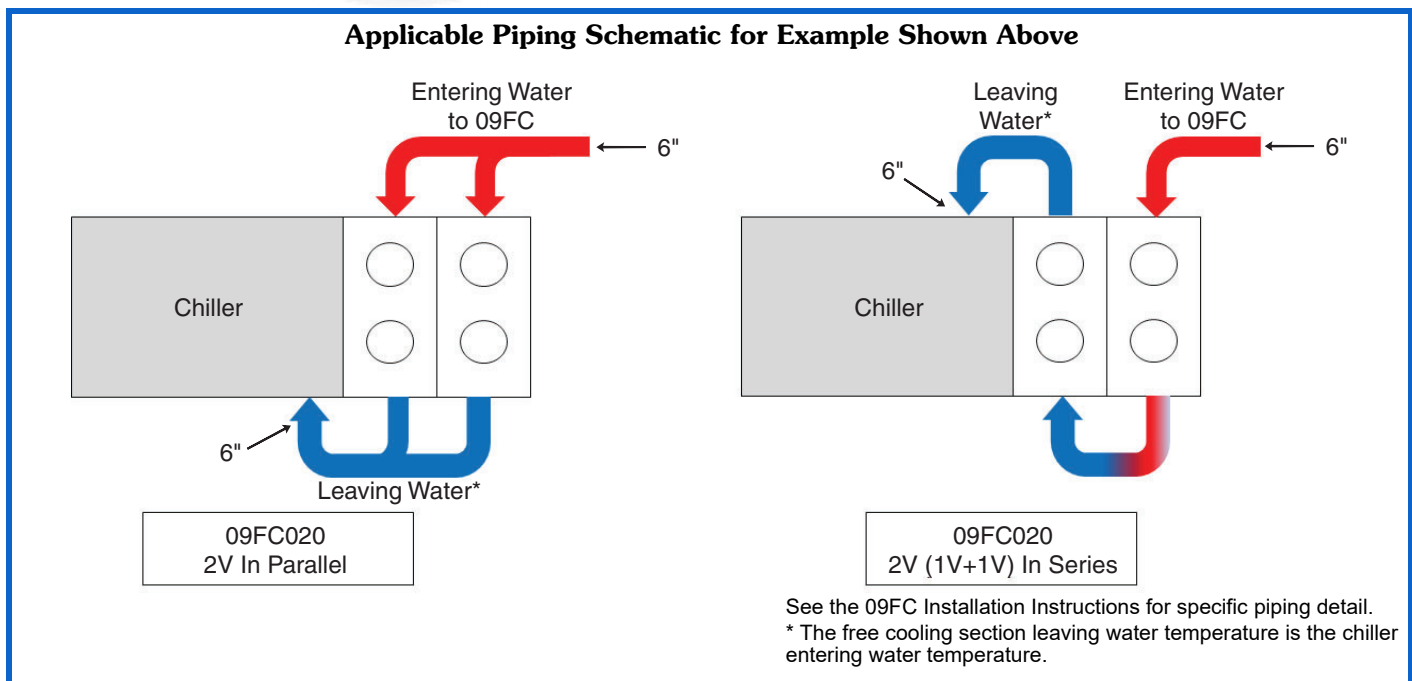 Applicable Piping Schematic for Example Shown Above
Entering Water
to 09FC
6"
Chiller
6"
Leaving Water*
09FC020
2V In Parallel
Leaving
Water*
Entering Water
to 09FC
6"
6"
Chiller
09FC020
2V (1V+1V) In Series
See the 09FC Installation Instructions for specific piping detail.
* The free cooling section leaving water temperature is the chiller
entering water temperature.